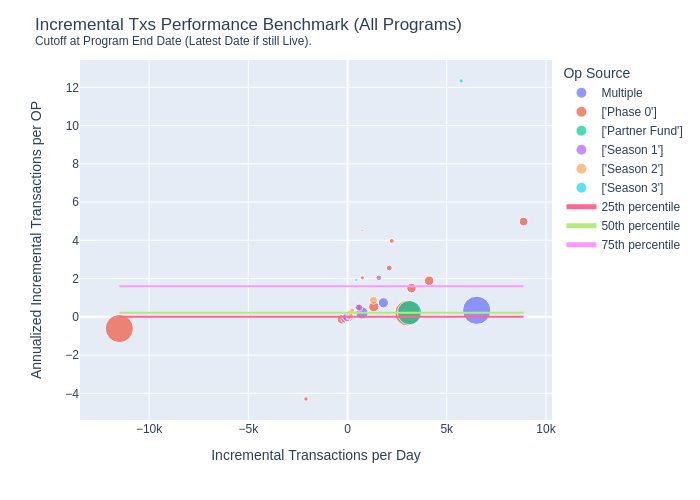 Incremental Txs Performance Benchmark (All Programs)
Cutoff at Program End Date (Latest Date if still Live).
Op Source
Multiple
['Phase 0']
['Partner Fund']
['Season 1']
['Season 2']
['Season 3']
25th percentile
50th percentile
75th percentile
Annualized Incremental Transactions per OP
12
10
8
6
4
2
0
−2
−4
−10k
−5k
0
5k
10k
Incremental Transactions per Day